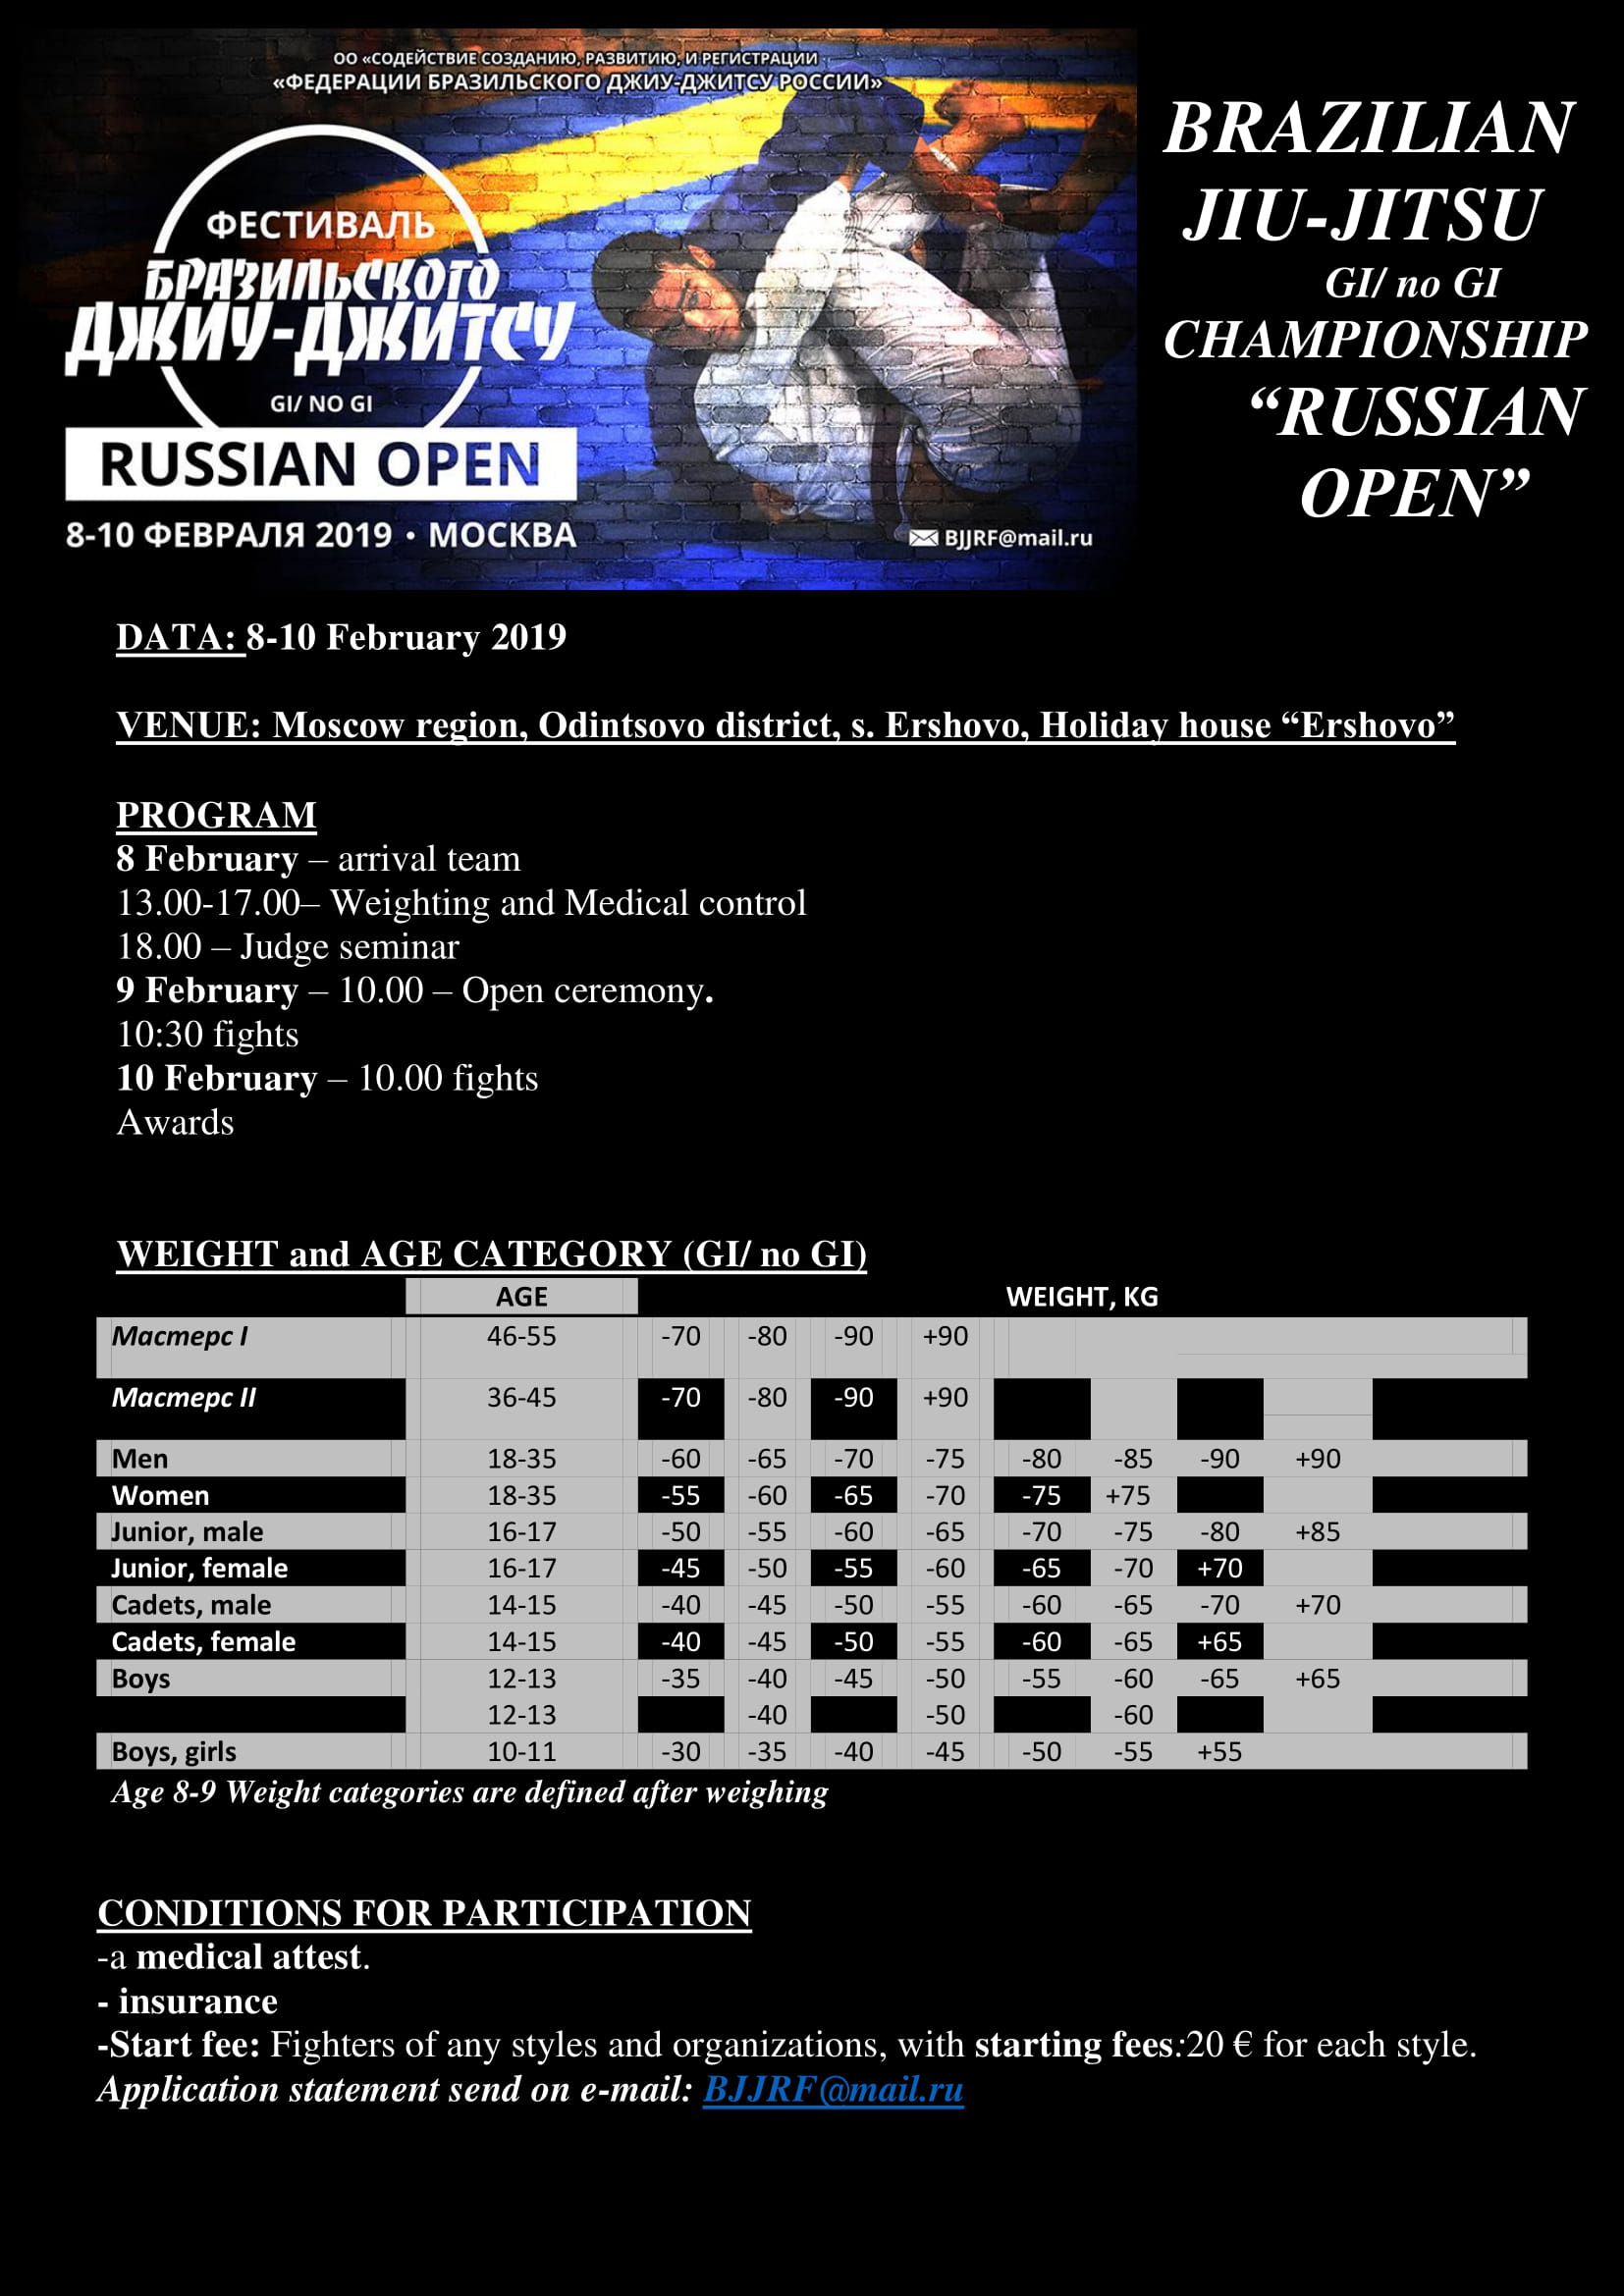 ОО «СОДЕЙСТВИЕ СОЗДАНИЮ, РАЗВИТИЮ, И РЕГИСТРАЦИИ
«ФЕДЕРАЦИИ БРАЗИЛЬСКОГО ДЖИУ-ДЖИТСУ РОССИИ»
ФЕСТИВАЛЬ
БРАЗИЛЬСКОГО
ДЖИУ-ДЖИТСУ
GI/ NO GI
RUSSIAN OPEN
8-10 ФЕВРАЛЯ 2019 • МОСКВА
BJJRF@mail.ru
BRAZILIAN
JIU-JITSU
GI/ no GI
CHAMPIONSHIP
“RUSSIAN
OPEN”
DATA: 8-10 February 2019
VENUE: Moscow region, Odintsovo district, s. Ershovo, Holiday house “Ershovo”
PROGRAM
8 February – arrival team
13.00-17.00– Weighting and Medical control
18.00 – Judge seminar
9 February – 10.00 – Open ceremony.
10:30 fights
10 February – 10.00 fights
Awards
WEIGHT and AGE CATEGORY (GI/ no GI)
AGE WEIGHT, KG
Мастерс I 46-55 -70 -80 -90 +90
Мастерс II 36-45 -70 -80 -90 +90
Men 18-35 -60 -65 -70 -75 -80 -85 -90 +90
Women 18-35 -55 -60 -65 -70 -75 +75
Junior, male 16-17 -50 -55 -60 -65 -70 -75 -80 +85
Junior, female 16-17 -45 -50 -55 -60 -65 -70 +70
Cadets, male 14-15 -40 -45 -50 -55 -60 -65 -70 +70
Cadets, female 14-15 -40 -45 -50 -55 -60 -65 +65
Boys 12-13 -35 -40 -45 -50 -55 -60 -65 +65
12-13 -40 -50 -60
Boys, girls 10-11 -30 -35 -40 -45 -50 -55 +55
Age 8-9 Weight categories are defined after weighing
CONDITIONS FOR PARTICIPATION
-a medical attest.
- insurance
-Start fee: Fighters of any styles and organizations, with starting fees:20 € for each style.
Application statement send on e-mail: BJJRF@mail.ru